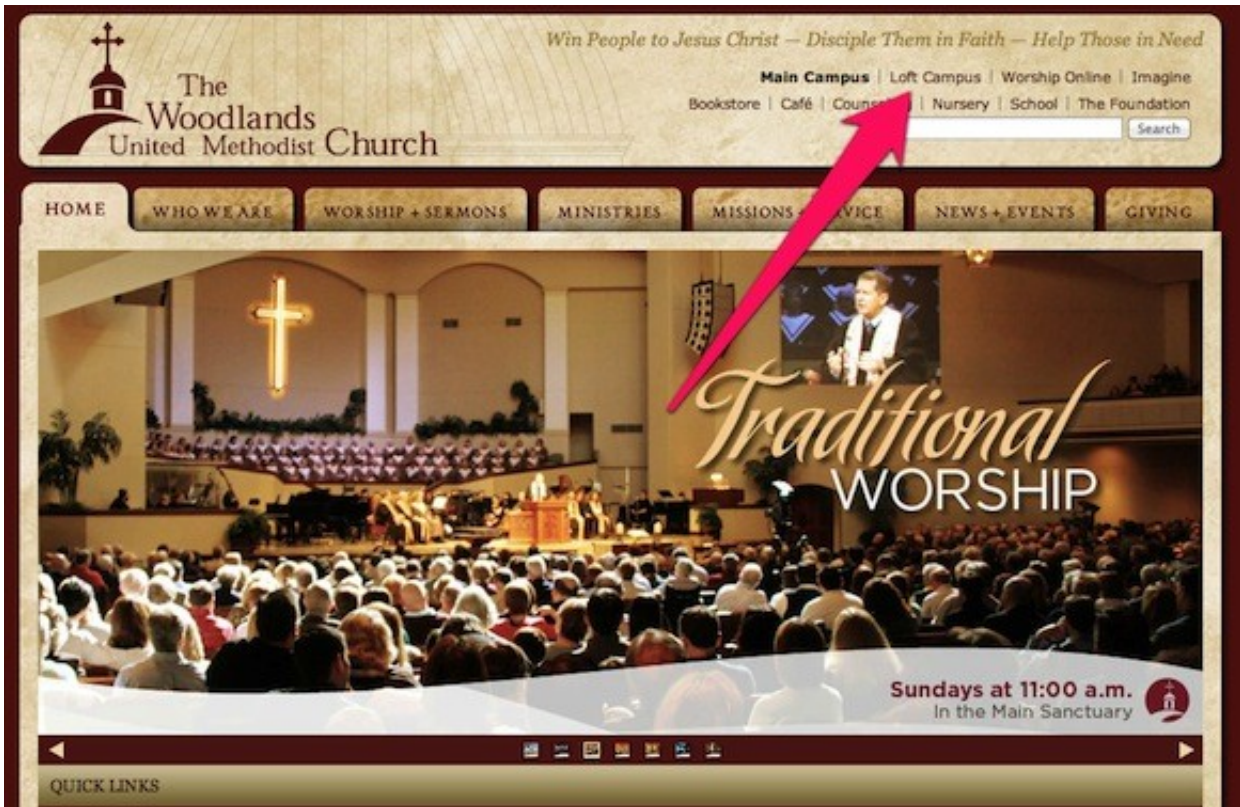 Win People to Jesus Christ — Disciple Them in Faith — Help Those in Need
Main Campus | Loft Campus | Worship Online | Imagine
Bookstore | Café | | Nursery | School | The Foundation
Search
The
Woodlands
United Methodist Church
HOME
WHO WE ARE
WORSHIP + SERMONS
MINISTRIES
MISSIONS
NEWS + EVENTS
GIVING
Traditional
WORSHIP
Sundays at 11:00 a.m.
In the Main Sanctuary
QUICK LINKS